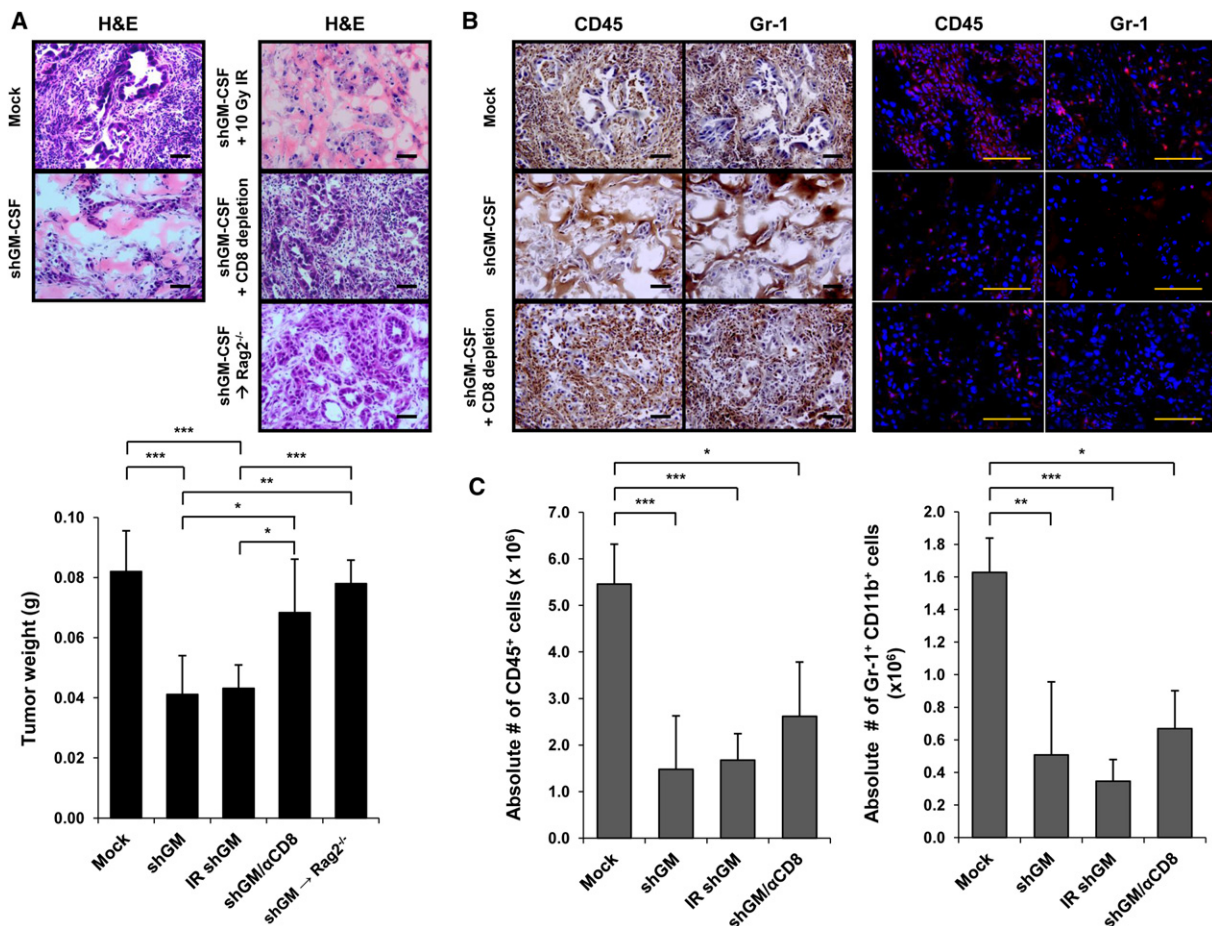 A
H&E
H&E
Mock
shGM-CSF
+ 10 Gy IR
shGM-CSF
shGM-CSF
+ CD8 depletion
shGM-CSF
→ Rag2-/-
***
***
***
**
*
*
Tumor weight (g)
0.10
0.08
0.06
0.04
0.02
0.00
Mock
shGM
IR shGM
shGM/αCD8
shGM → Rag2-/-
B
CD45
Gr-1
CD45
Gr-1
Mock
shGM-CSF
shGM-CSF
+ CD8 depletion
C
*
***
***
Absolute # of CD45+ cells (x 10⁶)
7.0
6.0
5.0
4.0
3.0
2.0
1.0
0.0
Mock
shGM
IR shGM
shGM/αCD8
*
***
**
Absolute # of Gr-1+ CD11b+ cells
(x10⁶)
2.0
1.8
1.6
1.4
1.2
1.0
0.8
0.6
0.4
0.2
0.0
Mock
shGM
IR shGM
shGM/αCD8